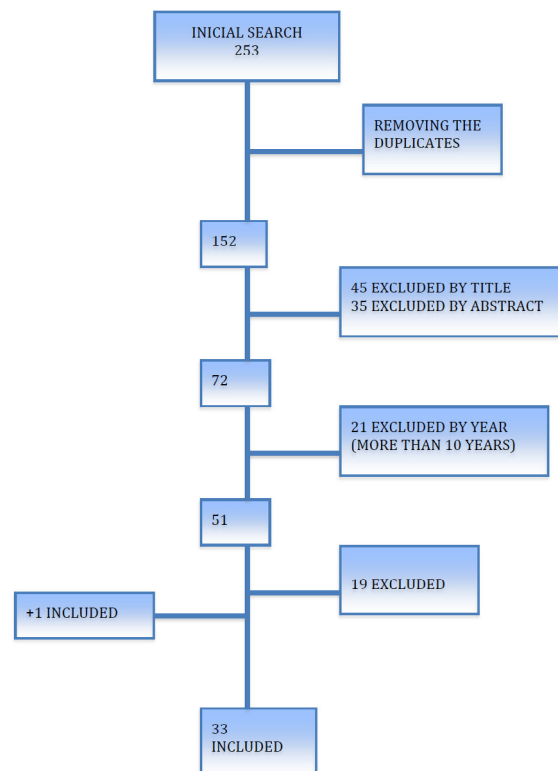 INICIAL SEARCH
253
REMOVING THE
DUPLICATES
152
45 EXCLUDED BY TITLE
35 EXCLUDED BY ABSTRACT
72
21 EXCLUDED BY YEAR
(MORE THAN 10 YEARS)
51
19 EXCLUDED
+1 INCLUDED
33
INCLUDED